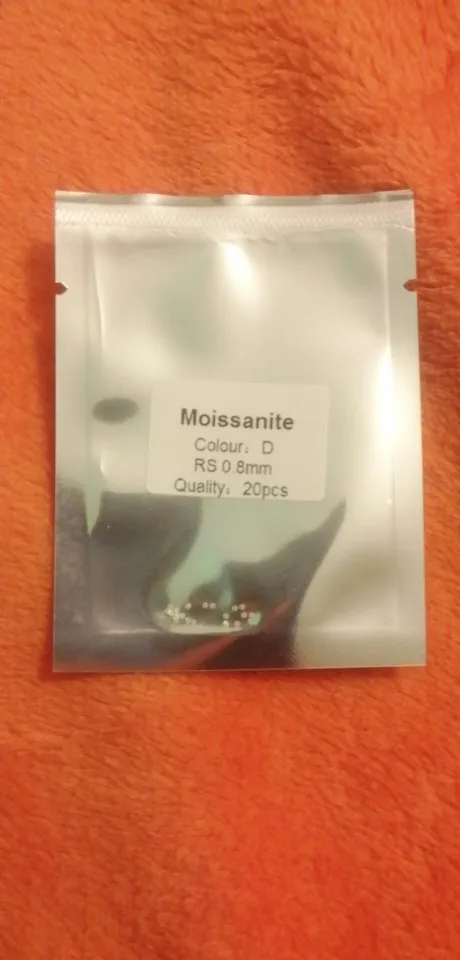 Moissanite
Colour：D
RS 0.8mm
Quality：20pcs